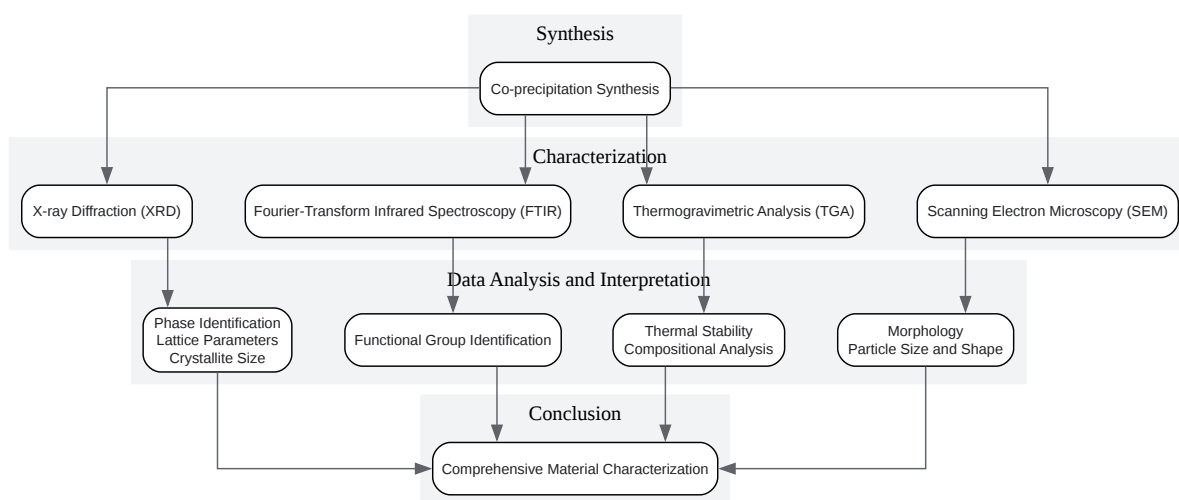 Synthesis
Co-precipitation Synthesis
Characterization
X-ray Diffraction (XRD)
Fourier-Transform Infrared Spectroscopy (FTIR)
Thermogravimetric Analysis (TGA)
Scanning Electron Microscopy (SEM)
Data Analysis and Interpretation
Phase Identification
Lattice Parameters
Crystallite Size
Functional Group Identification
Thermal Stability
Compositional Analysis
Morphology
Particle Size and Shape
Conclusion
Comprehensive Material Characterization